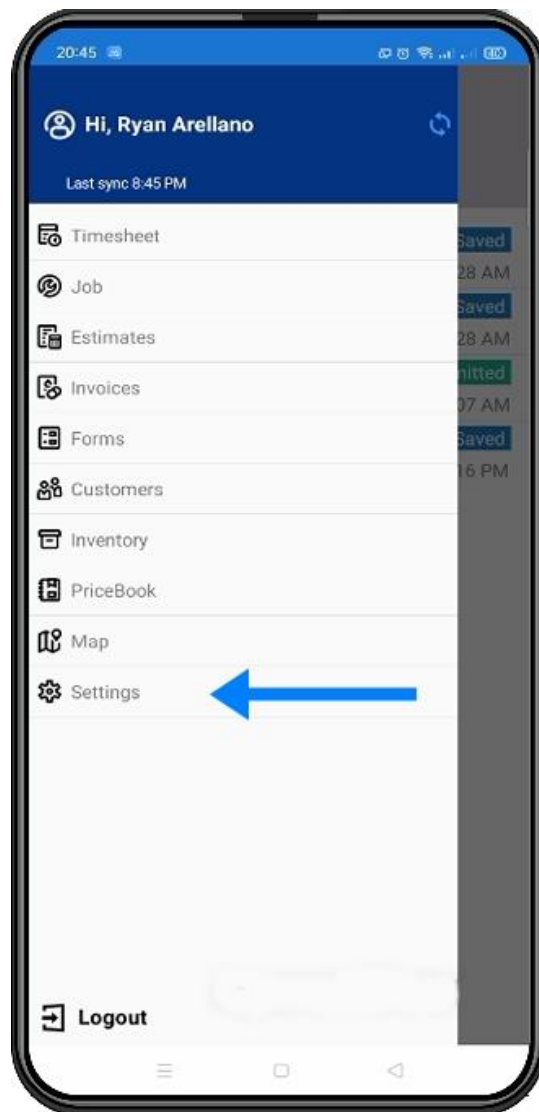 20:45
Hi, Ryan Arellano
Last sync 8:45 PM
Timesheet
Saved
28 AM
Job
Saved
Estimates
28 AM
mitted
Invoices
07 AM
Forms
Saved
16 PM
Customers
Inventory
PriceBook
Map
Settings
Logout